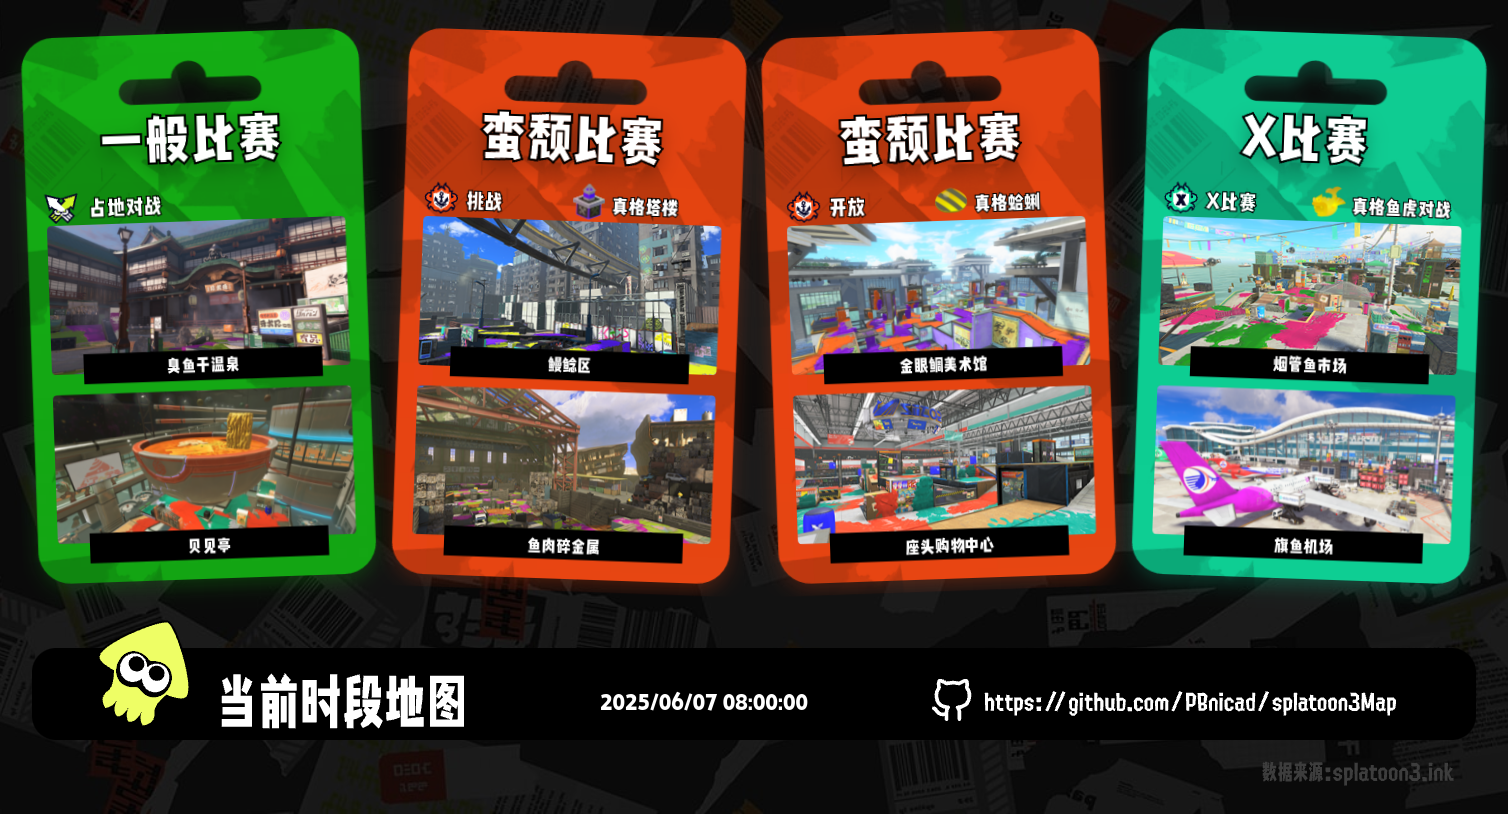 一般比赛
占地对战
臭鱼干温泉
贝见亭
蛮颓比赛
挑战
真格塔楼
鳗鲶区
鱼肉碎金属
蛮颓比赛
开放
真格蛤蜊
金眼鲷美术馆
座头购物中心
X比赛
X比赛
真格鱼虎对战
烟管鱼市场
旗鱼机场
当前时段地图
2025/06/07 08:00:00
https://github.com/PBnicad/splatoon3Map
数据来源:splatoon3.ink